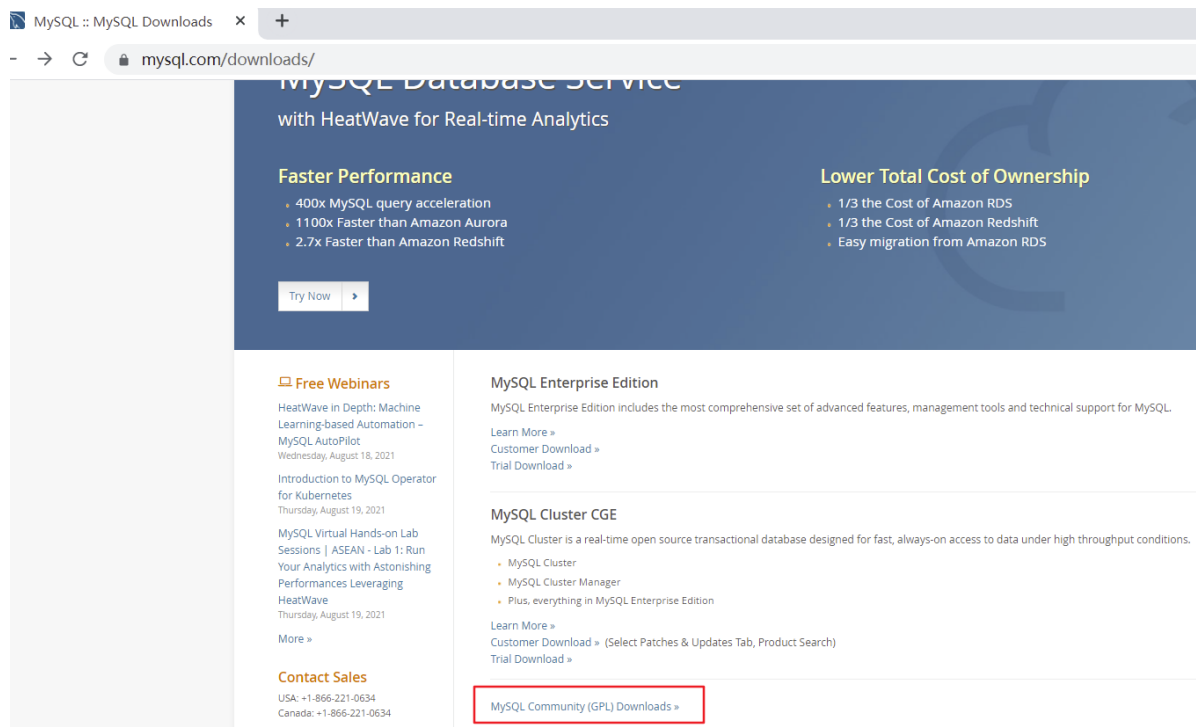 MySQL :: MySQL Downloads
mysql.com/downloads/
MySQL Database Service
with HeatWave for Real-time Analytics
Faster Performance
400x MySQL query acceleration
1100x Faster than Amazon Aurora
2.7x Faster than Amazon Redshift
Lower Total Cost of Ownership
1/3 the Cost of Amazon RDS
1/3 the Cost of Amazon Redshift
Easy migration from Amazon RDS
Try Now
Free Webinars
HeatWave in Depth: Machine
Learning-based Automation –
MySQL AutoPilot
Wednesday, August 18, 2021
Introduction to MySQL Operator
for Kubernetes
Thursday, August 19, 2021
MySQL Virtual Hands-on Lab
Sessions | ASEAN - Lab 1: Run
Your Analytics with Astonishing
Performances Leveraging
HeatWave
Thursday, August 19, 2021
More »
Contact Sales
USA: +1-866-221-0634
Canada: +1-866-221-0634
MySQL Enterprise Edition
MySQL Enterprise Edition includes the most comprehensive set of advanced features, management tools and technical support for MySQL.
Learn More »
Customer Download »
Trial Download »
MySQL Cluster CGE
MySQL Cluster is a real-time open source transactional database designed for fast, always-on access to data under high throughput conditions.
MySQL Cluster
MySQL Cluster Manager
Plus, everything in MySQL Enterprise Edition
Learn More »
Customer Download » (Select Patches & Updates Tab, Product Search)
Trial Download »
MySQL Community (GPL) Downloads »